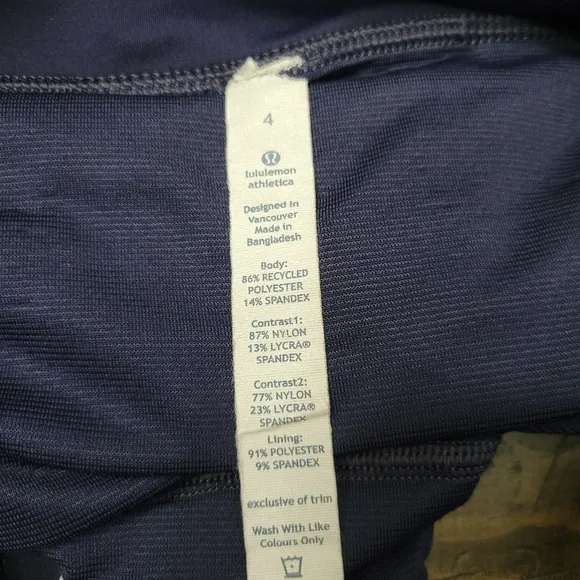 4
lululemon
athletica
Designed in
Vancouver
Made in
Bangladesh
Body:
86% RECYCLED
POLYESTER
14% SPANDEX
Contrast1:
87% NYLON
13% LYCRA®
SPANDEX
Contrast2:
77% NYLON
23% LYCRA®
SPANDEX
Lining:
91% POLYESTER
9% SPANDEX
exclusive of trim
Wash With Like
Colours Only